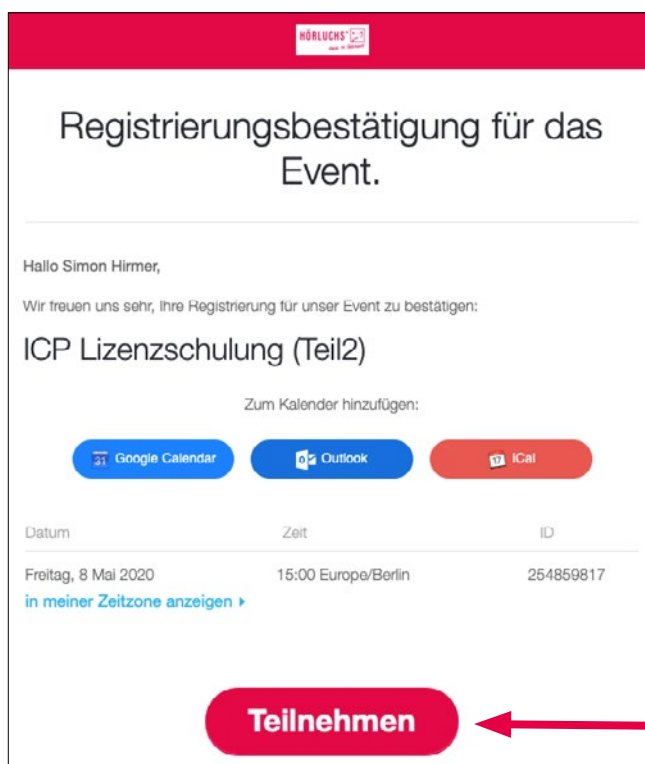 HÖRLUCHS®
Registrierungsbestätigung für das
Event.
Hallo Simon Hirmer,
Wir freuen uns sehr, Ihre Registrierung für unser Event zu bestätigen:
ICP Lizenzschulung (Teil2)
Zum Kalender hinzufügen:
31 Google Calendar Outlook 17 iCal
Datum Zeit ID
Freitag, 8 Mai 2020 15:00 Europe/Berlin 254859817
in meiner Zeitzone anzeigen
Teilnehmen